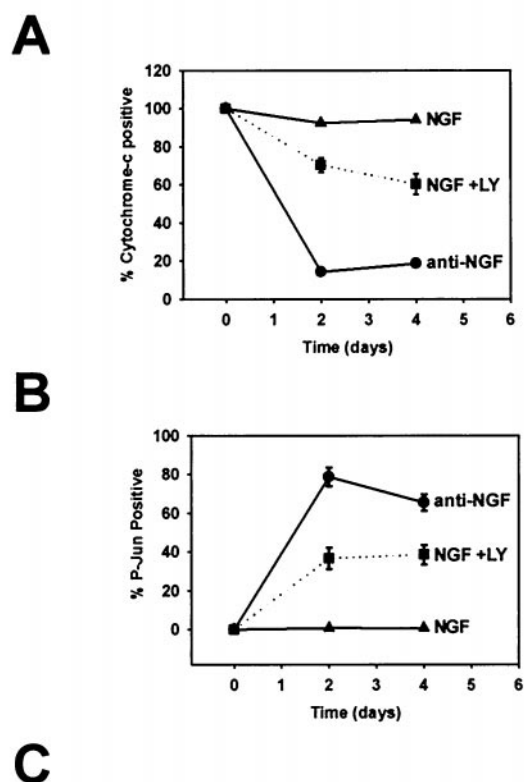 A
120
100
80
60
40
20
0
% Cytochrome-c positive
NGF
NGF +LY
anti-NGF
0 1 2 3 4 5 6
Time (days)
B
100
80
60
40
20
0
% P-Jun Positive
anti-NGF
NGF +LY
NGF
0 1 2 3 4 5 6
Time (days)
C